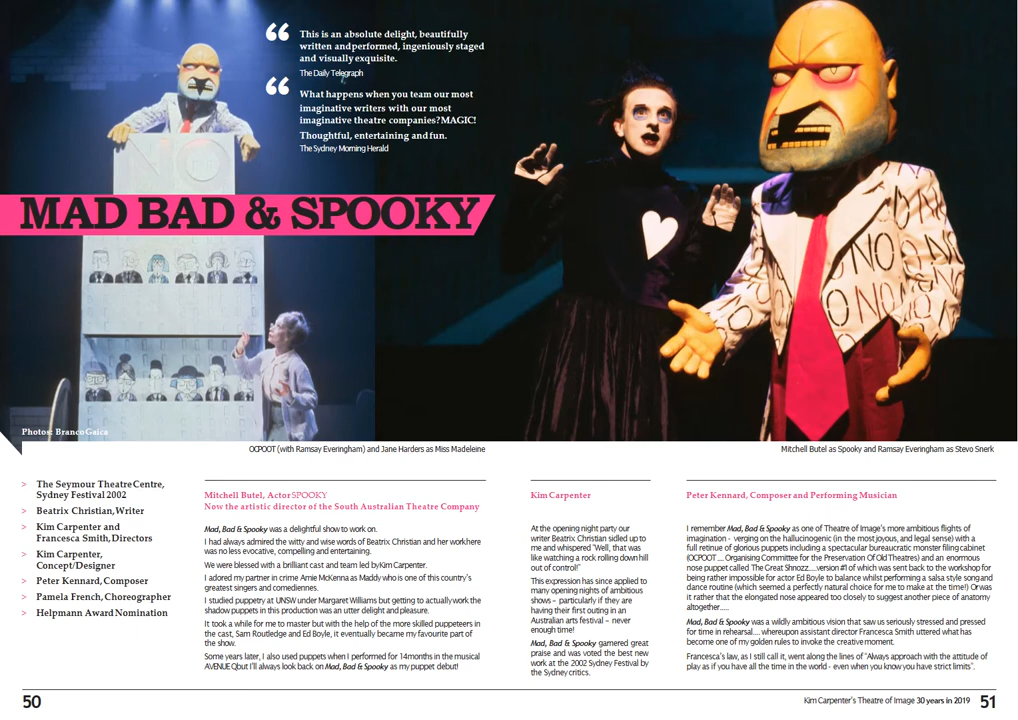 This is an absolute delight, beautifully
written and performed, ingeniously staged
and visually exquisite.
The Daily Telegraph
What happens when you team our most
imaginative writers with our most
imaginative theatre companies? MAGIC!
Thoughtful, entertaining and fun.
The Sydney Morning Herald
MAD BAD & SPOOKY
NO
Photos: Branco Gaica
OCPOOT (with Ramsay Everingham) and Jane Harders as Miss Madeleine
Mitchell Butel as Spooky and Ramsay Everingham as Stevo Snerk
> The Seymour Theatre Centre,
Sydney Festival 2002
> Beatrix Christian, Writer
> Kim Carpenter and
Francesca Smith, Directors
> Kim Carpenter,
Concept/Designer
> Peter Kennard, Composer
> Pamela French, Choreographer
> Helpmann Award Nomination
Mitchell Butel, Actor SPOOKY
Now the artistic director of the South Australian Theatre Company
Mad, Bad & Spooky was a delightful show to work on.
I had always admired the witty and wise words of Beatrix Christian and her work here
was no less evocative, compelling and entertaining.
We were blessed with a brilliant cast and team led by Kim Carpenter.
I adored my partner in crime Amie McKenna as Maddy who is one of this country's
greatest singers and comediennes.
I studied puppetry at UNSW under Margaret Williams but getting to actually work the
shadow puppets in this production was an utter delight and pleasure.
It took a while for me to master but with the help of the more skilled puppeteers in
the cast, Sam Routledge and Ed Boyle, it eventually became my favourite part of
the show.
Some years later, I also used puppets when I performed for 14 months in the musical
AVENUE Q but I'll always look back on Mad, Bad & Spooky as my puppet debut!
Kim Carpenter
At the opening night party our
writer Beatrix Christian sidled up to
me and whispered "Well, that was
like watching a rock rolling down hill
out of control!"
This expression has since applied to
many opening nights of ambitious
shows – particularly if they are
having their first outing in an
Australian arts festival – never
enough time!
Mad, Bad & Spooky garnered great
praise and was voted the best new
work at the 2002 Sydney Festival by
the Sydney critics.
Peter Kennard, Composer and Performing Musician
I remember Mad, Bad & Spooky as one of Theatre of Image's more ambitious flights of
imagination - verging on the hallucinogenic (in the most joyous, and legal sense) with a
full retinue of glorious puppets including a spectacular bureaucratic monster filing cabinet
(OCPOOT .... Organising Committee for the Preservation Of Old Theatres) and an enormous
nose puppet called The Great Shnozz.....version #1 of which was sent back to the workshop for
being rather impossible for actor Ed Boyle to balance whilst performing a salsa style song and
dance routine (which seemed a perfectly natural choice for me to make at the time!) Or was
it rather that the elongated nose appeared too closely to suggest another piece of anatomy
altogether.....
Mad, Bad & Spooky was a wildly ambitious vision that saw us seriously stressed and pressed
for time in rehearsal.... whereupon assistant director Francesca Smith uttered what has
become one of my golden rules to invoke the creative moment.
Francesca's law, as I still call it, went along the lines of "Always approach with the attitude of
play as if you have all the time in the world - even when you know you have strict limits".
50
Kim Carpenter's Theatre of Image 30 years in 2019 51